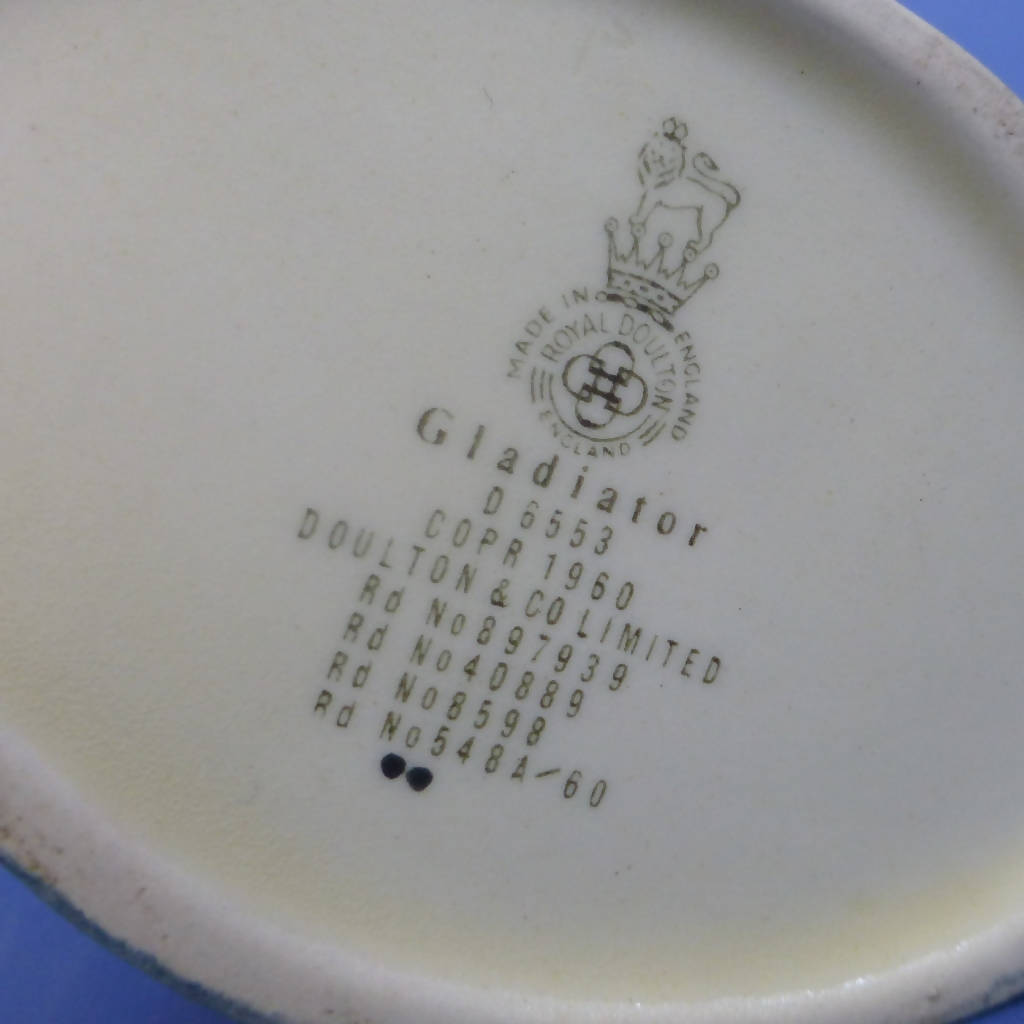 MADE IN ENGLAND
ROYAL DOULTON
ENGLAND
Gladiator
D 6553
COPR 1960
DOULTON & CO LIMITED
Rd No 897939
Rd No 40889
Rd No 8598
Rd No 548A/60